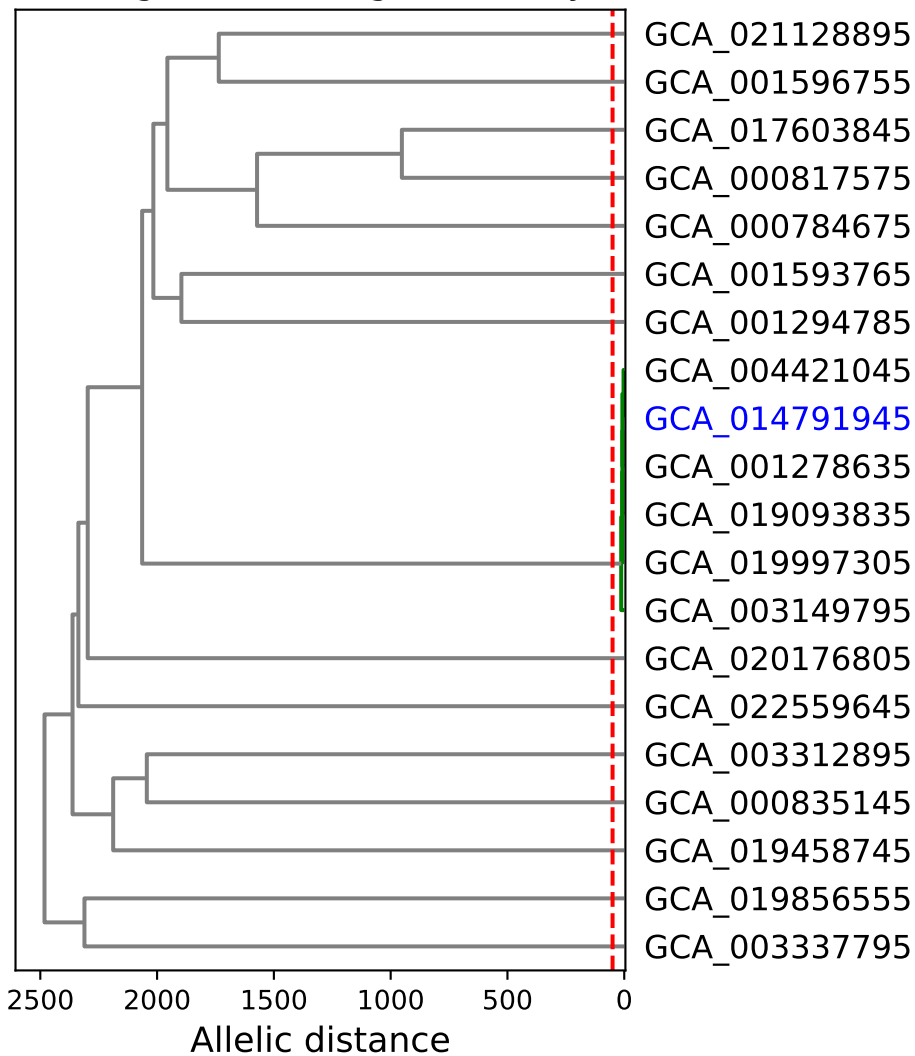 GCA_021128895
GCA_001596755
GCA_017603845
GCA_000817575
GCA_000784675
GCA_001593765
GCA_001294785
GCA_004421045
GCA_014791945
GCA_001278635
GCA_019093835
GCA_019997305
GCA_003149795
GCA_020176805
GCA_022559645
GCA_003312895
GCA_000835145
GCA_019458745
GCA_019856555
GCA_003337795
2500 2000 1500 1000 500 0
Allelic distance